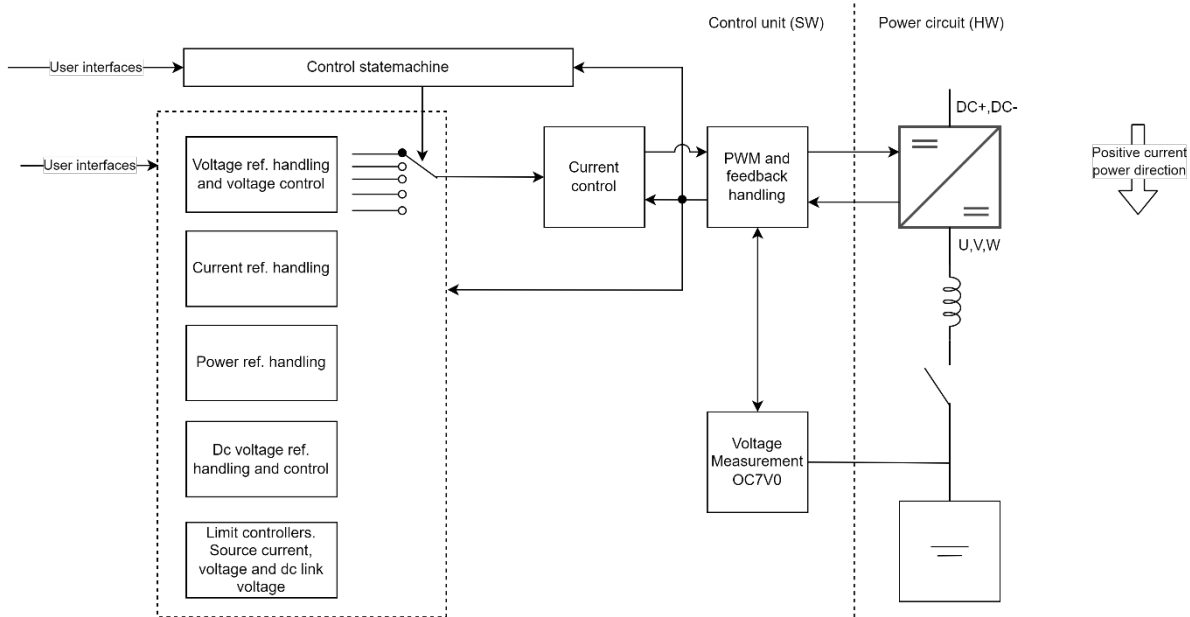 Control unit (SW)
Power circuit (HW)
User interfaces
Control statemachine
DC+,DC-
User interfaces
Voltage ref. handling
and voltage control
Current
control
PWM and
feedback
handling
Positive current
power direction
U,V,W
Current ref. handling
Power ref. handling
Dc voltage ref.
handling and control
Voltage
Measurement
OC7V0
Limit controllers.
Source current,
voltage and dc link
voltage